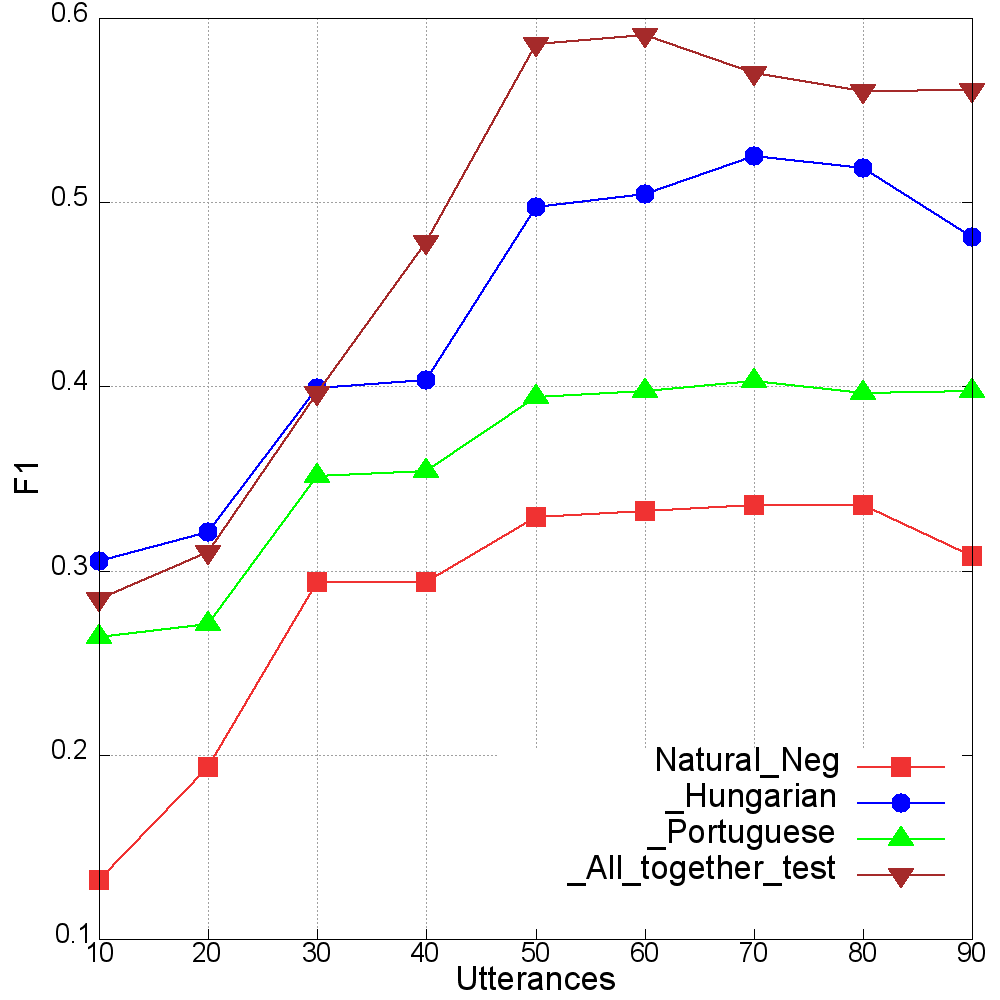 0.6
0.5
0.4
0.3
0.2
0.1
F1
Natural_Neg
_Hungarian
_Portuguese
_All_together_test
10 20 30 40 50 60 70 80 90
Utterances